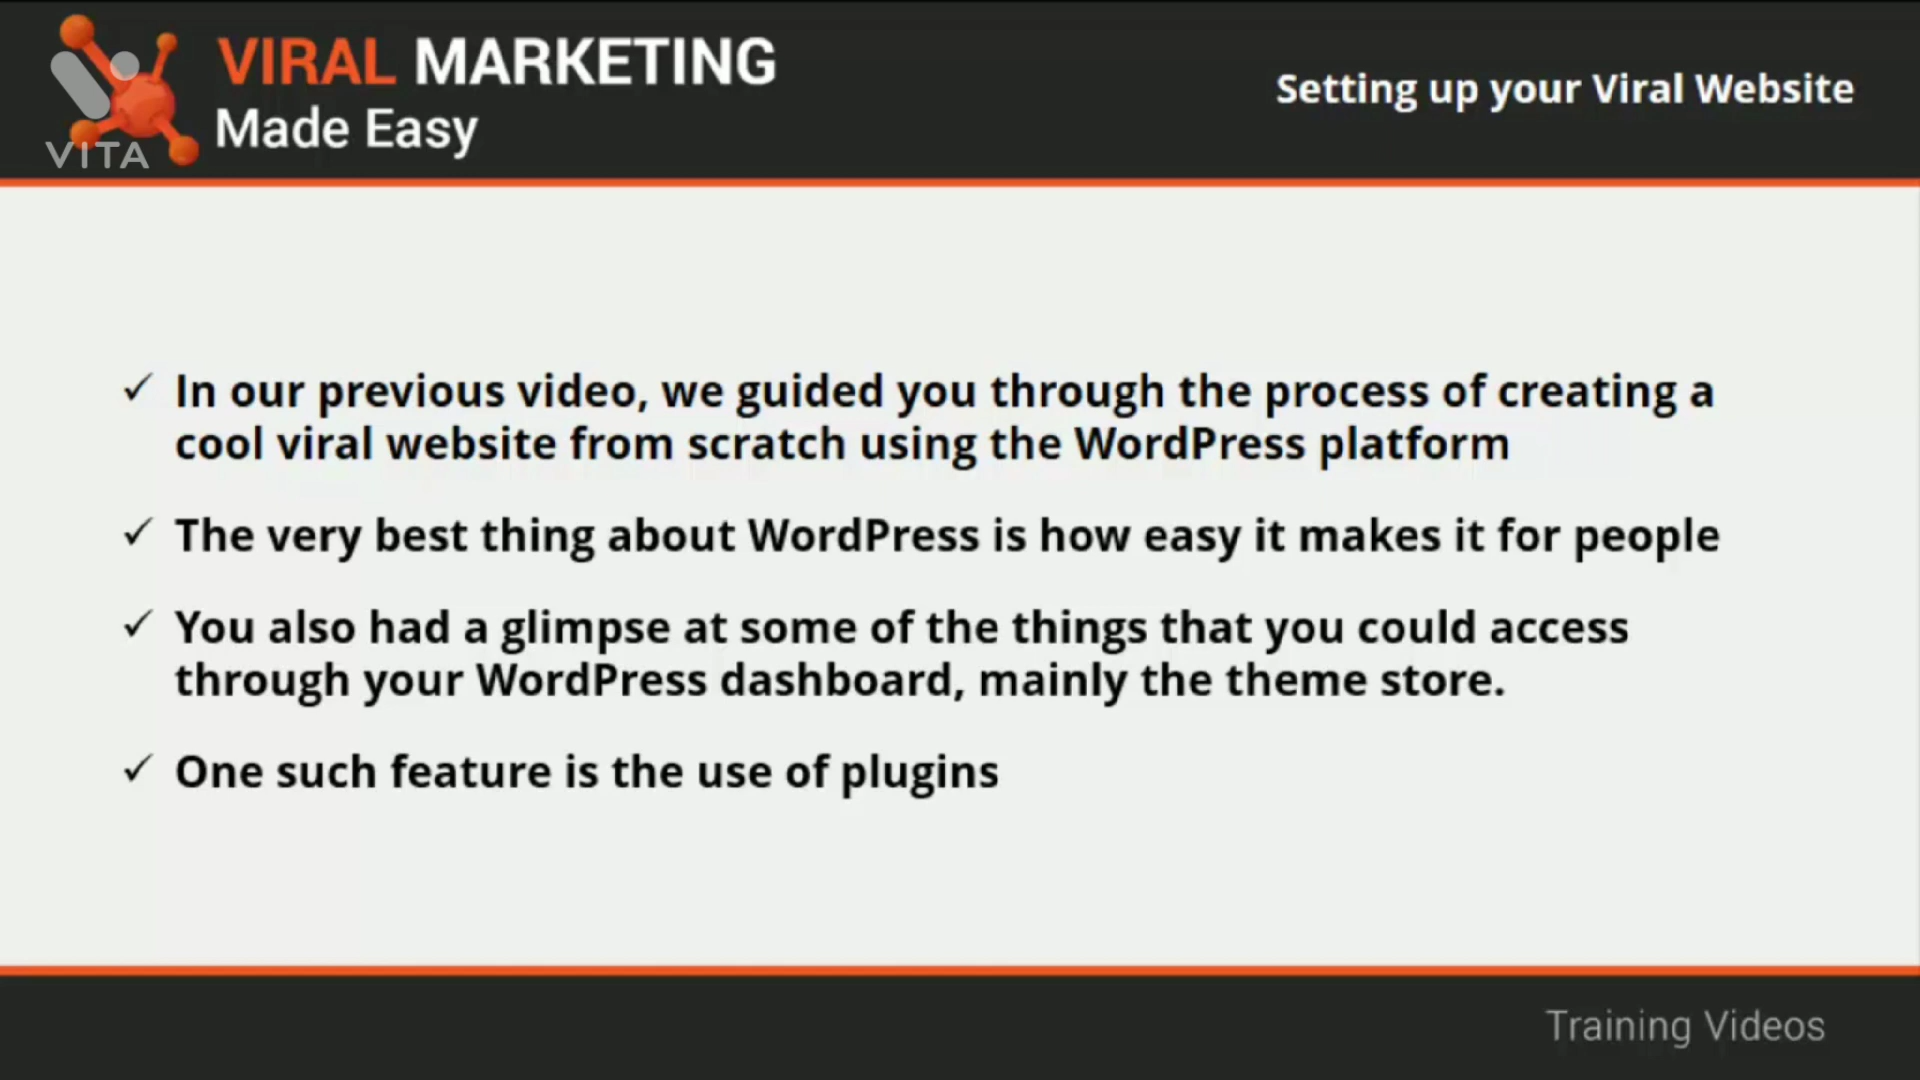 VIRAL MARKETING
Made Easy
VITA
Setting up your Viral Website
✓ In our previous video, we guided you through the process of creating a
cool viral website from scratch using the WordPress platform
✓ The very best thing about WordPress is how easy it makes it for people
✓ You also had a glimpse at some of the things that you could access
through your WordPress dashboard, mainly the theme store.
✓ One such feature is the use of plugins
Training Videos